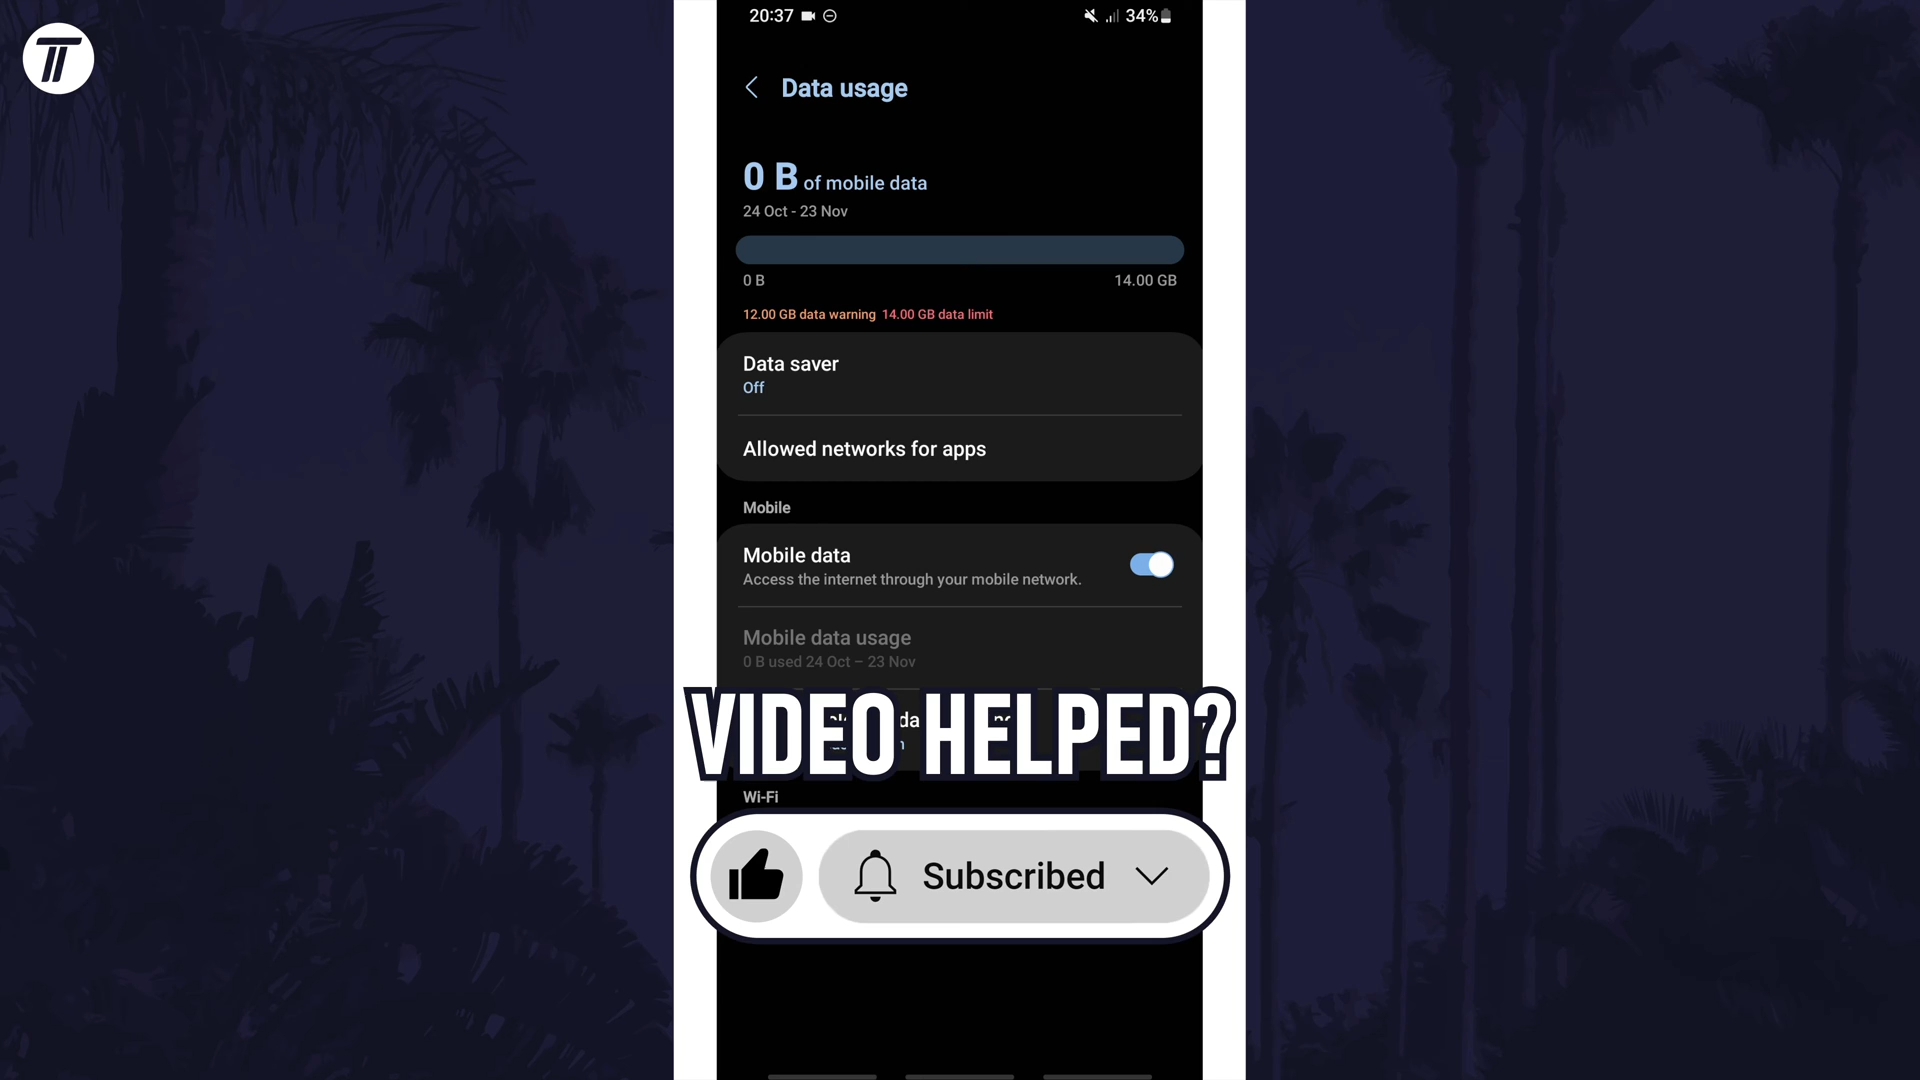 20:37
34%
Data usage
0 B of mobile data
24 Oct - 23 Nov
0 B
14.00 GB
12.00 GB data warning 14.00 GB data limit
Data saver
Off
Allowed networks for apps
Mobile
Mobile data
Access the internet through your mobile network.
Mobile data usage
0 B used 24 Oct – 23 Nov
VIDEO HELPED?
Wi-Fi
Subscribed